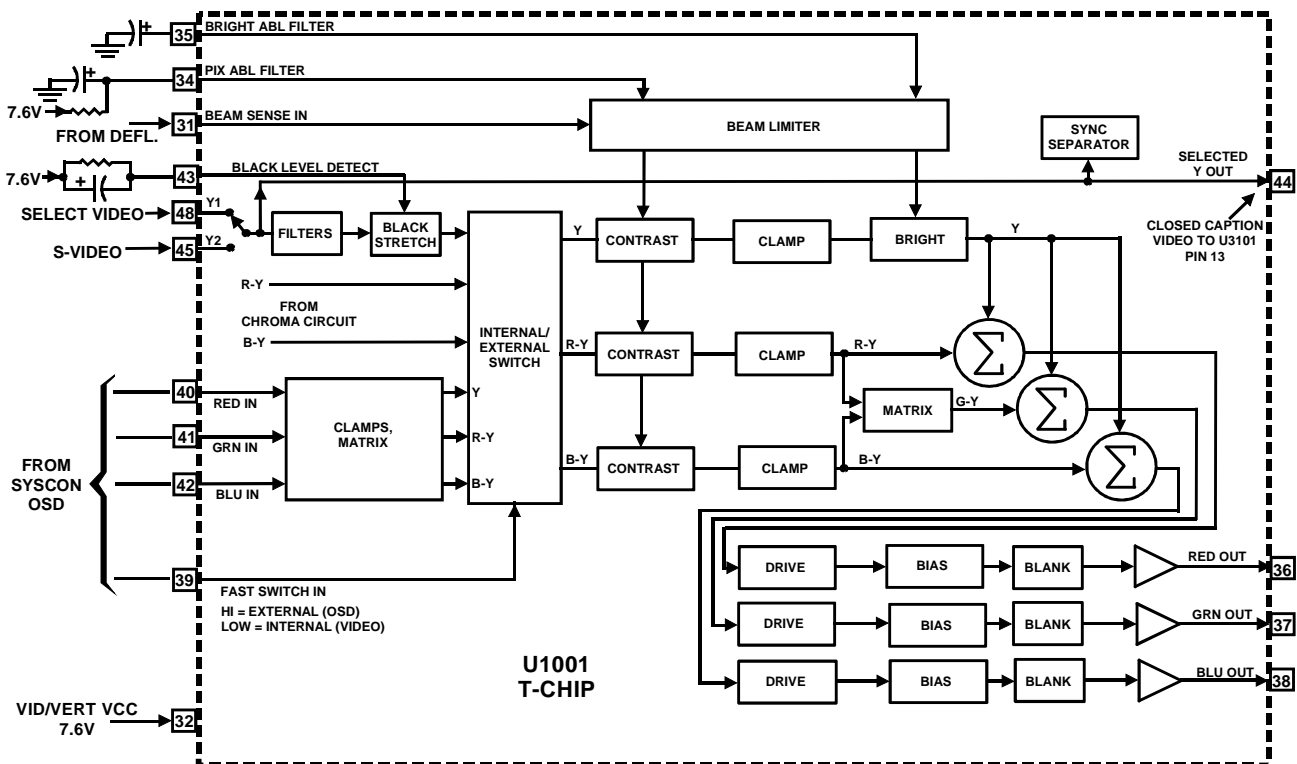 35
BRIGHT ABL FILTER
+
34
PIX ABL FILTER
+
7.6V
31
BEAM SENSE IN
FROM DEFL.
BEAM LIMITER
SYNC
SEPARATOR
SELECTED
Y OUT
44
CLOSED CAPTION
VIDEO TO U3101
PIN 13
7.6V
+
43
BLACK LEVEL DETECT
SELECT VIDEO
48
Y1
S-VIDEO
45
Y2
FILTERS
BLACK
STRETCH
Y
CONTRAST
CLAMP
BRIGHT
Y
R-Y
FROM
CHROMA CIRCUIT
B-Y
INTERNAL/
EXTERNAL
SWITCH
R-Y
CONTRAST
CLAMP
R-Y
Σ
MATRIX
G-Y
Σ
B-Y
CONTRAST
CLAMP
B-Y
Σ
FROM
SYSCON
OSD
40
RED IN
41
GRN IN
42
BLU IN
CLAMPS,
MATRIX
Y
R-Y
B-Y
39
FAST SWITCH IN
HI = EXTERNAL (OSD)
LOW = INTERNAL (VIDEO)
DRIVE
BIAS
BLANK
RED OUT
36
DRIVE
BIAS
BLANK
GRN OUT
37
DRIVE
BIAS
BLANK
BLU OUT
38
U1001
T-CHIP
VID/VERT VCC
7.6V
32